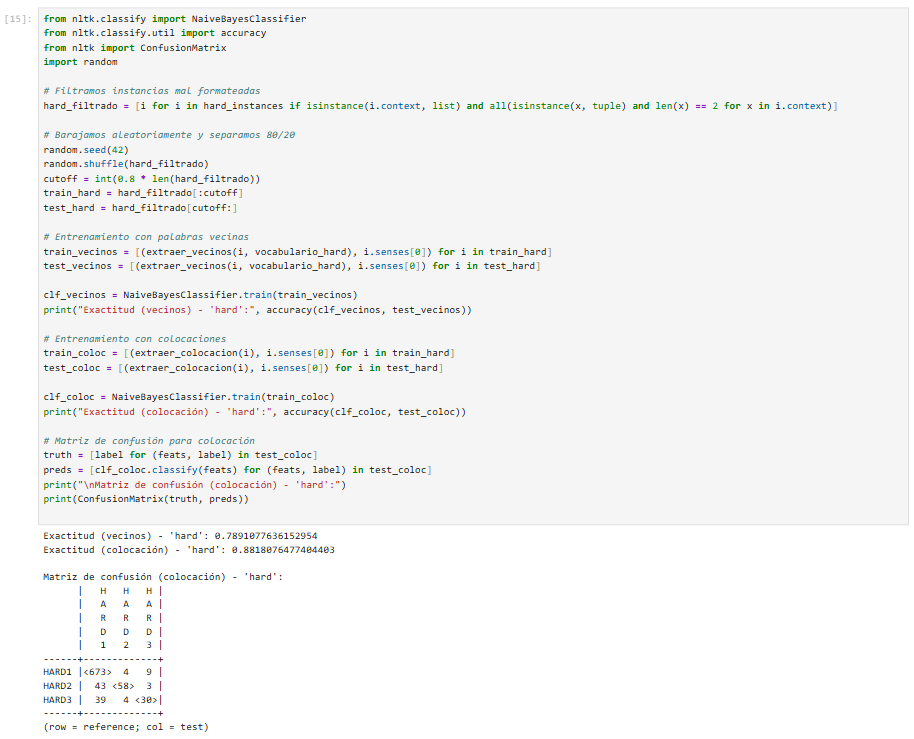 [15]:
from nltk.classify import NaiveBayesClassifier
from nltk.classify.util import accuracy
from nltk import ConfusionMatrix
import random

# Filtramos instancias mal formateadas
hard_filtrado = [i for i in hard_instances if isinstance(i.context, list) and all(isinstance(x, tuple) and len(x) == 2 for x in i.context)]

# Barajamos aleatoriamente y separamos 80/20
random.seed(42)
random.shuffle(hard_filtrado)
cutoff = int(0.8 * len(hard_filtrado))
train_hard = hard_filtrado[:cutoff]
test_hard = hard_filtrado[cutoff:]

# Entrenamiento con palabras vecinas
train_vecinos = [(extraer_vecinos(i, vocabulario_hard), i.senses[0]) for i in train_hard]
test_vecinos = [(extraer_vecinos(i, vocabulario_hard), i.senses[0]) for i in test_hard]

clf_vecinos = NaiveBayesClassifier.train(train_vecinos)
print("Exactitud (vecinos) - 'hard':", accuracy(clf_vecinos, test_vecinos))

# Entrenamiento con colocaciones
train_coloc = [(extraer_colocacion(i), i.senses[0]) for i in train_hard]
test_coloc = [(extraer_colocacion(i), i.senses[0]) for i in test_hard]

clf_coloc = NaiveBayesClassifier.train(train_coloc)
print("Exactitud (colocación) - 'hard':", accuracy(clf_coloc, test_coloc))

# Matriz de confusión para colocación
truth = [label for (feats, label) in test_coloc]
preds = [clf_coloc.classify(feats) for (feats, label) in test_coloc]
print("\nMatriz de confusión (colocación) - 'hard':")
print(ConfusionMatrix(truth, preds))

Exactitud (vecinos) - 'hard': 0.7891077636152954
Exactitud (colocación) - 'hard': 0.8818076477404403

Matriz de confusión (colocación) - 'hard':
      |   H   H   H |
      |   A   A   A |
      |   R   R   R |
      |   D   D   D |
      |   1   2   3 |
------+-------------+
HARD1 |<673>  4   9 |
HARD2 |  43 <58>  3 |
HARD3 |  39   4 <30>|
------+-------------+
(row = reference; col = test)